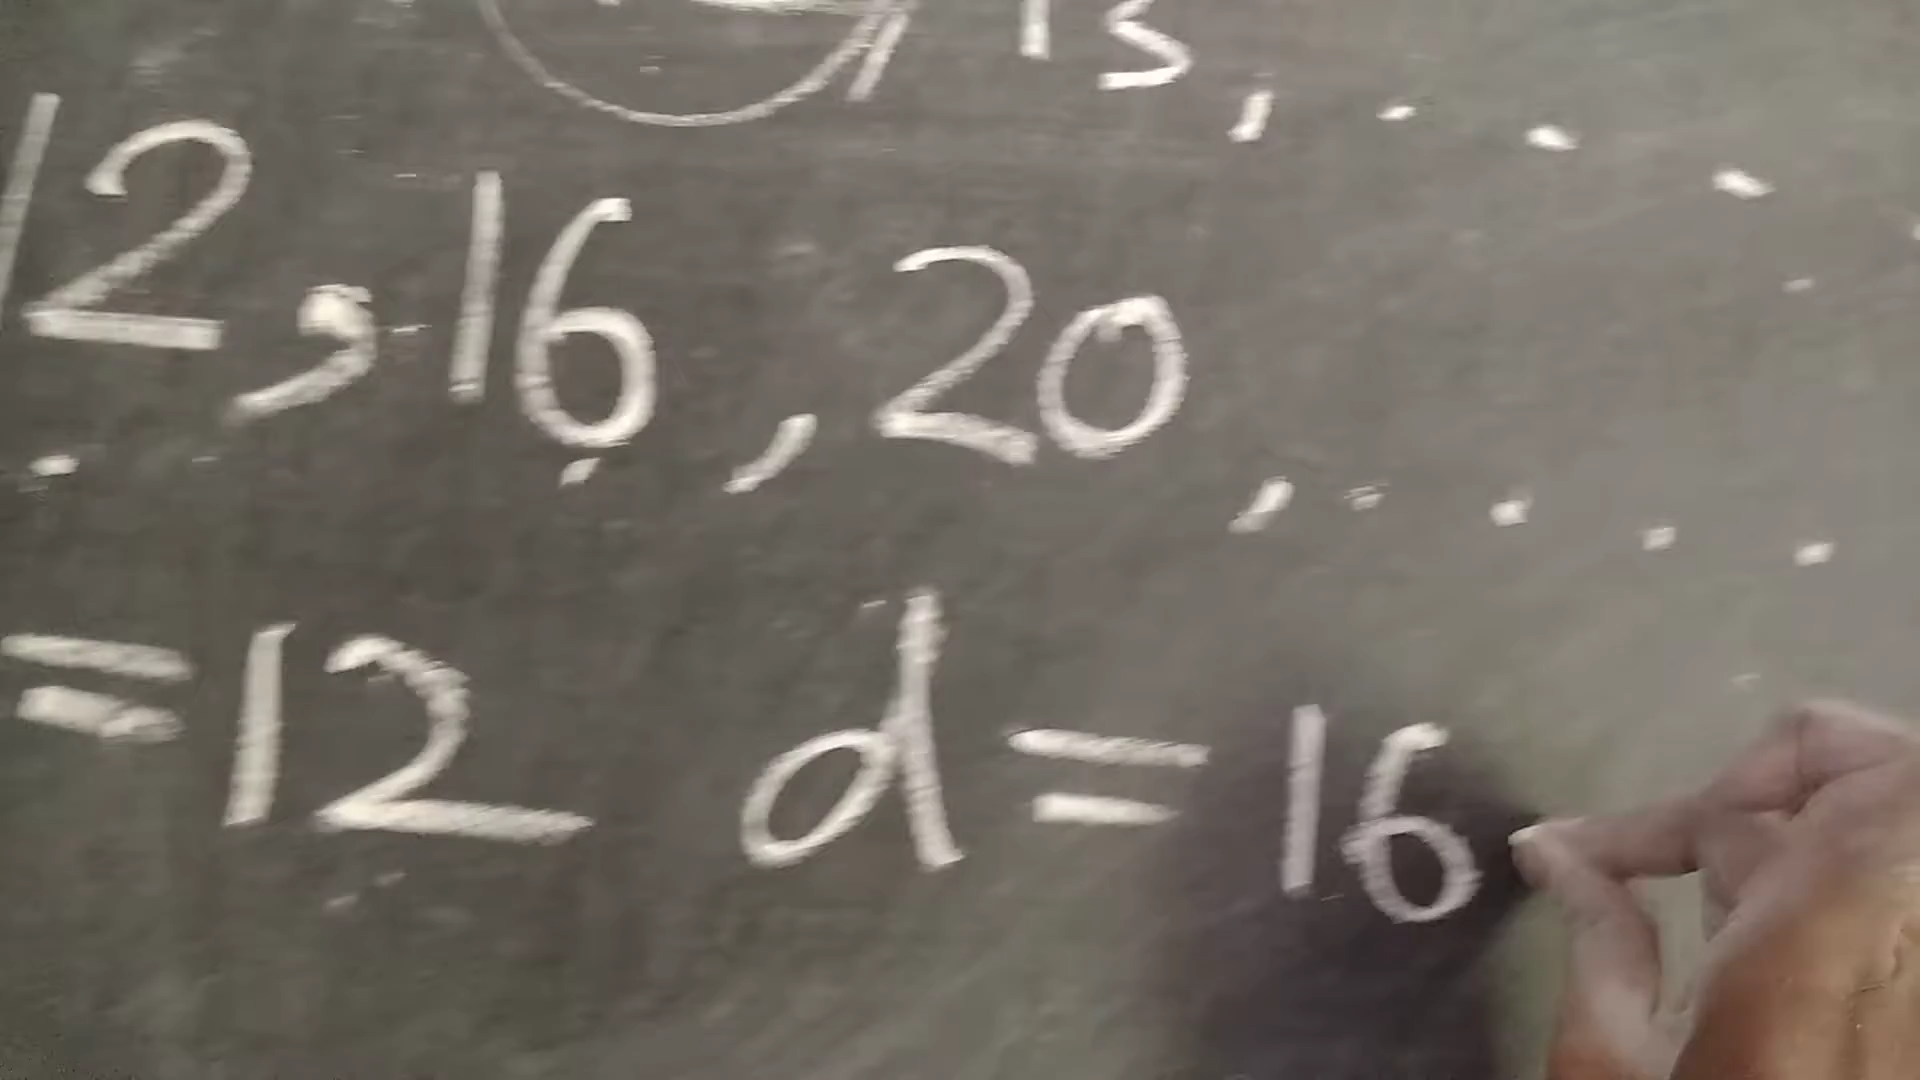 13, . . .
12, 16, 20, . . . .
= 12 d = 16